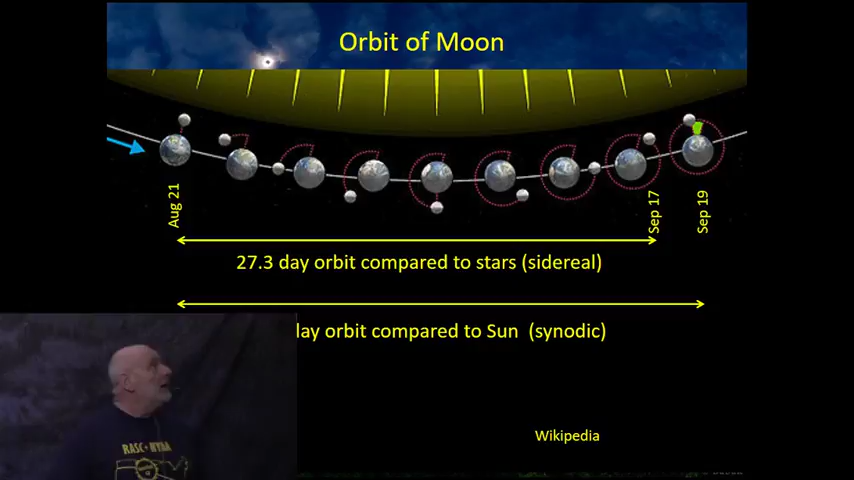 Orbit of Moon
Aug 21
Sep 17
Sep 19
27.3 day orbit compared to stars (sidereal)
lay orbit compared to Sun (synodic)
Wikipedia